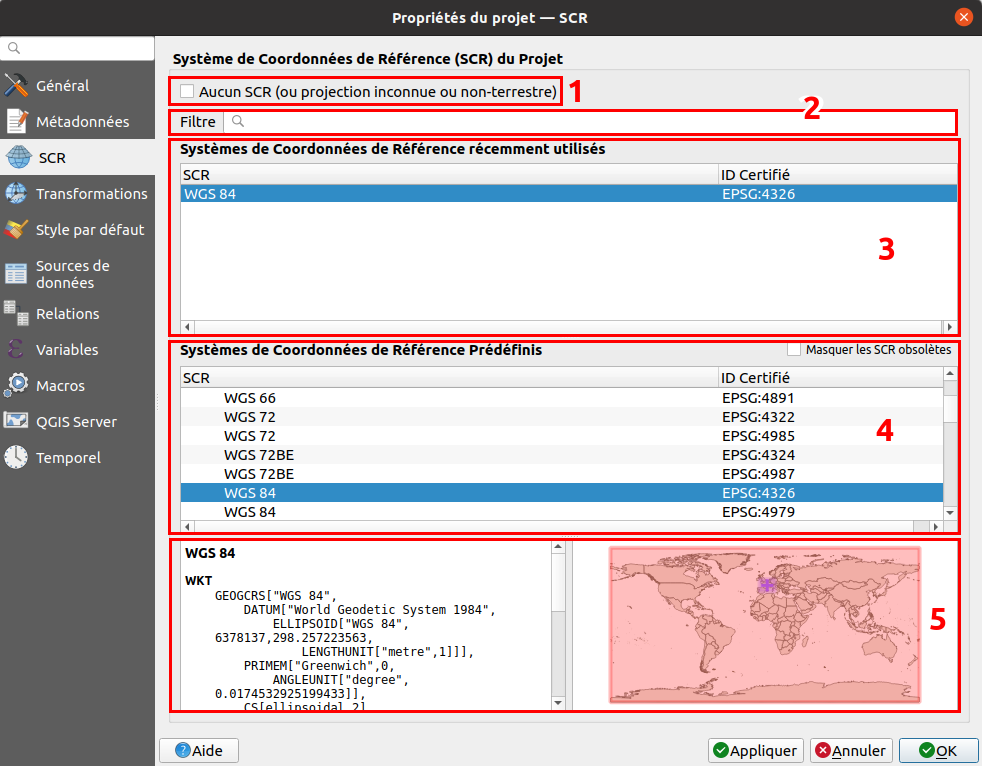 Propriétés du projet — SCR
Général
Métadonnées
SCR
Transformations
Style par défaut
Sources de
données
Relations
Variables
Macros
QGIS Server
Temporel
Système de Coordonnées de Référence (SCR) du Projet
Aucun SCR (ou projection inconnue ou non-terrestre) 1
2
Filtre
Systèmes de Coordonnées de Référence récemment utilisés
SCR ID Certifié
WGS 84 EPSG:4326
3
Systèmes de Coordonnées de Référence Prédéfinis Masquer les SCR obsolètes
SCR ID Certifié
WGS 66 EPSG:4891
WGS 72 EPSG:4322
WGS 72 EPSG:4985
4
WGS 72BE EPSG:4324
WGS 72BE EPSG:4987
WGS 84 EPSG:4326
WGS 84 EPSG:4979
WGS 84
WKT
GEOGCRS["WGS 84",
DATUM["World Geodetic System 1984",
ELLIPSOID["WGS 84",
6378137,298.257223563,
LENGTHUNIT["metre",1]]],
PRIMEM["Greenwich",0,
ANGLEUNIT["degree",
0.0174532925199433]],
CS[ellipsoidal,2],
5
Aide
Appliquer
Annuler
OK